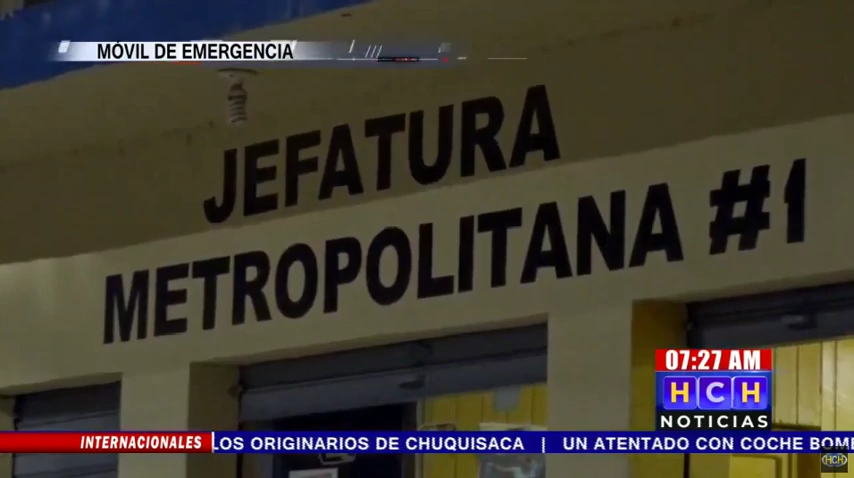 MÓVIL DE EMERGENCIA
JEFATURA
METROPOLITANA #1
07:27 AM
HCH
NOTICIAS
INTERNACIONALES
LOS ORIGINARIOS DE CHUQUISACA | UN ATENTADO CON COCHE BOMB
HCH